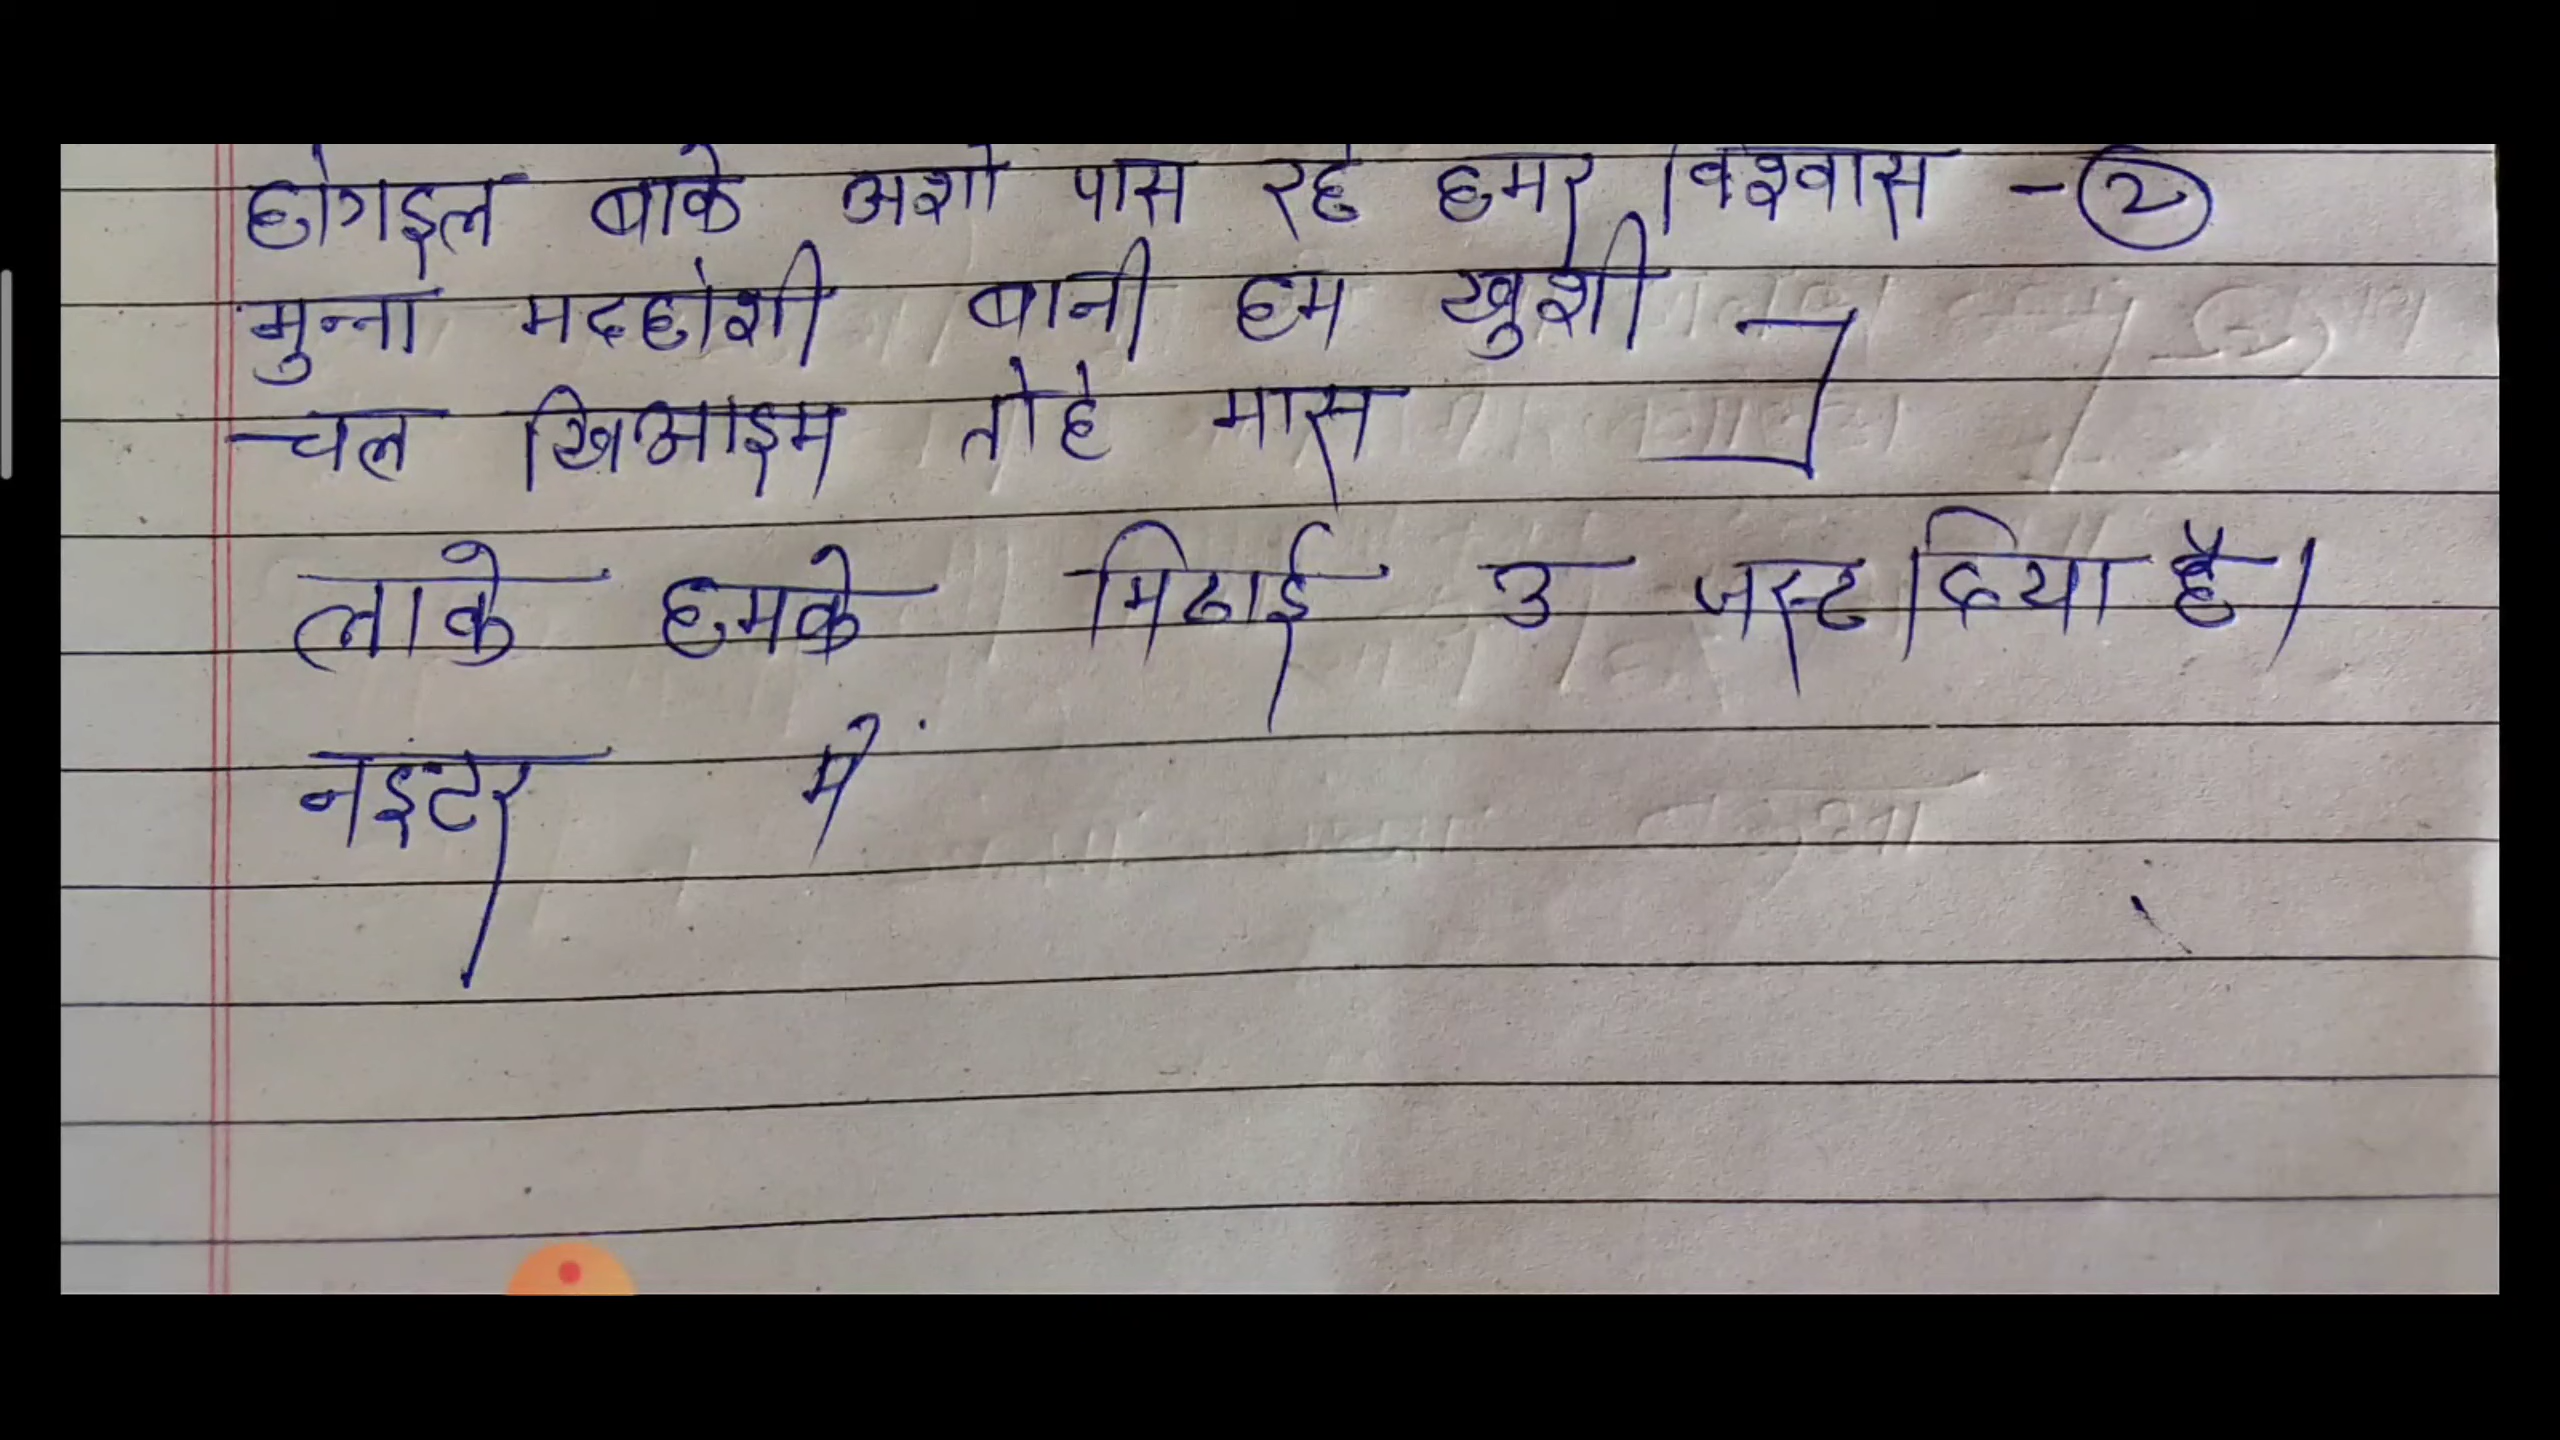 होगइल बाके अशो पास रहे हमर विश्वास -②
मुन्ना मदहोशी बानी हम खुशी
चल खिआइम तोहे मास
लाके हमके मिठाई उ जस्ट दिया है।
नइटर में